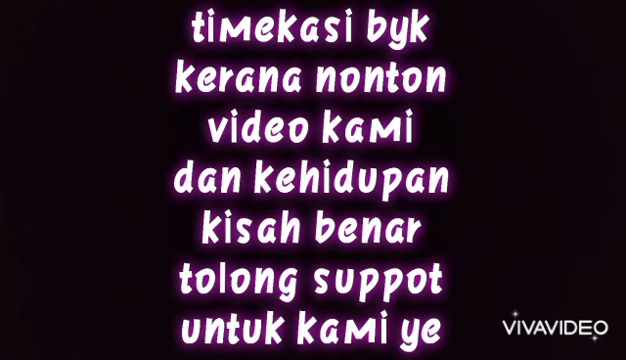 timekasi byk
kerana nonton
video kami
dan kehidupan
kisah benar
tolong suppot
untuk kami ye
VIVAVIDEO